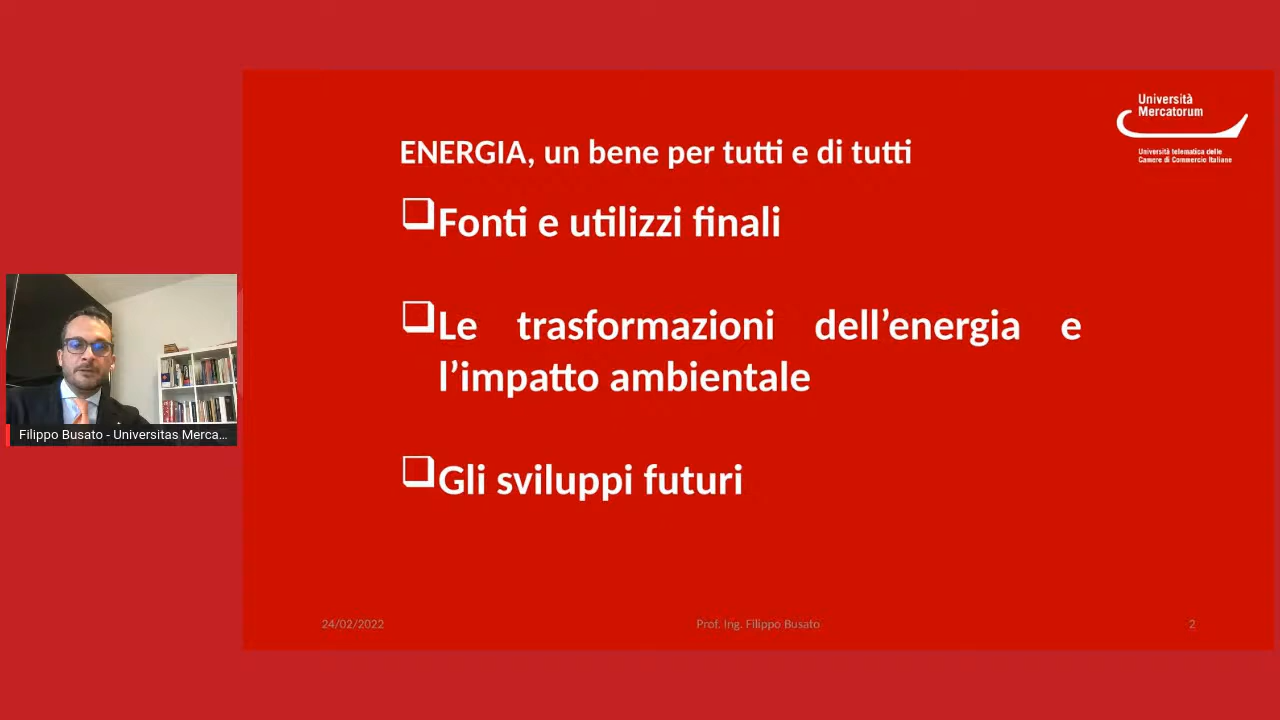 Università
Mercatorum
Università telematica delle
Camere di Commercio Italiane
ENERGIA, un bene per tutti e di tutti
Fonti e utilizzi finali
Le trasformazioni dell’energia e
l’impatto ambientale
Gli sviluppi futuri
Filippo Busato - Universitas Merca...
24/02/2022
Prof. Ing. Filippo Busato
2